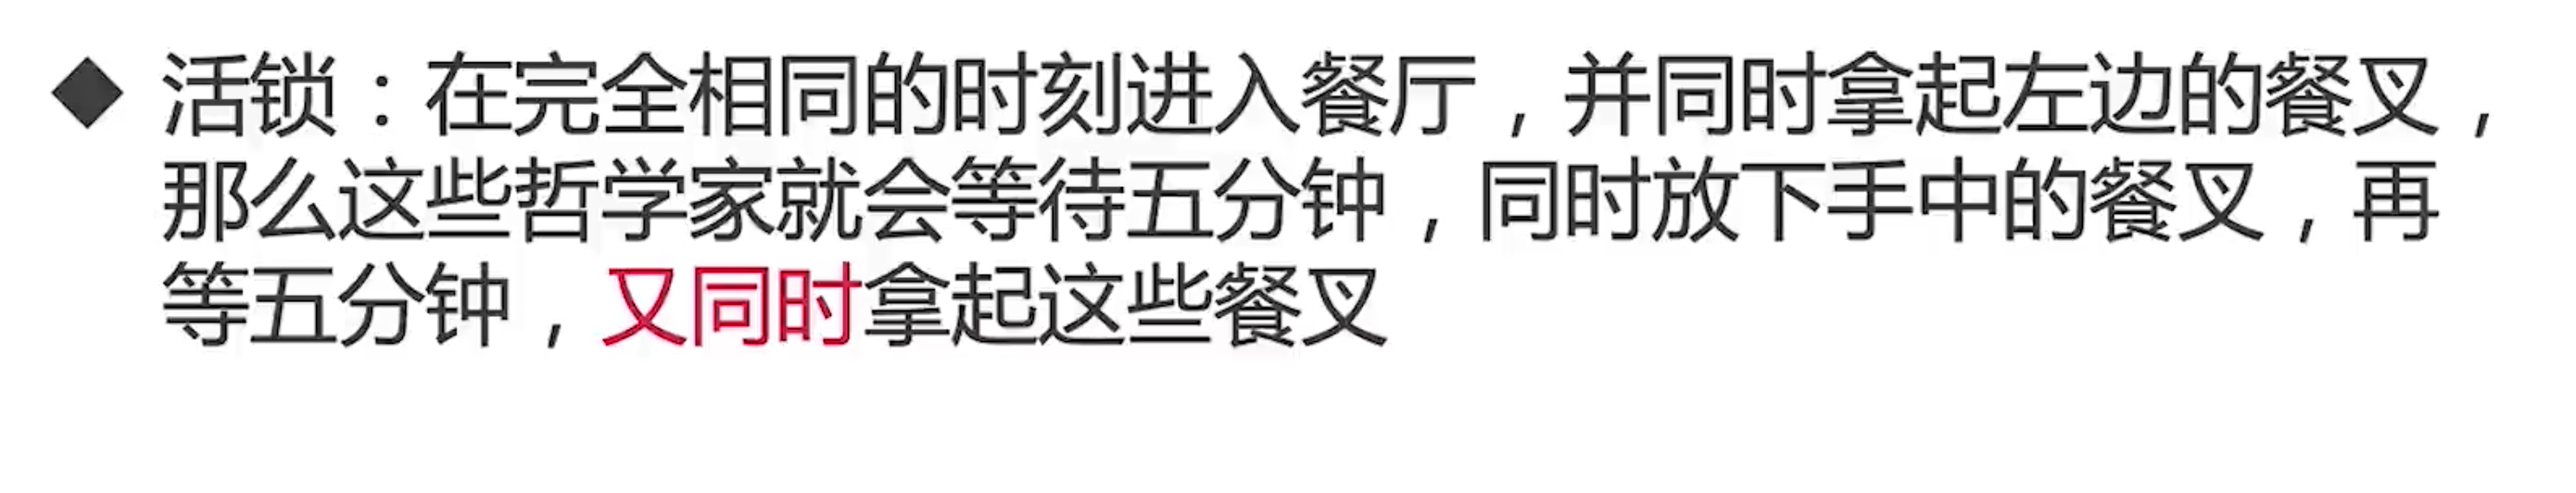 ◆ 活锁：在完全相同的时刻进入餐厅，并同时拿起左边的餐叉，
那么这些哲学家就会等待五分钟，同时放下手中的餐叉，再
等五分钟，又同时拿起这些餐叉